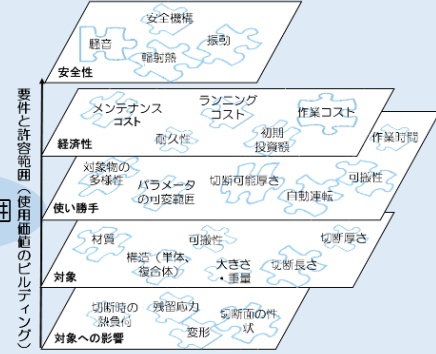 安全機構
騒音
振動
輻射熱
安全性
メンテナンス
コスト
ランニング
コスト
作業コスト
耐久性
初期
投資額
経済性
作業時間
対象物の
多様性
パラメータ
の可変範囲
切断可能厚さ
自動運転
可搬性
使い勝手
材質
構造（単体、
複合体）
可搬性
大きさ
・重量
切断厚さ
切断長さ
対象
切断時の
熱負荷
残留応力
変形
切断面の性
状
対象への影響
要件と許容範囲（使用価値のビルディング）
件